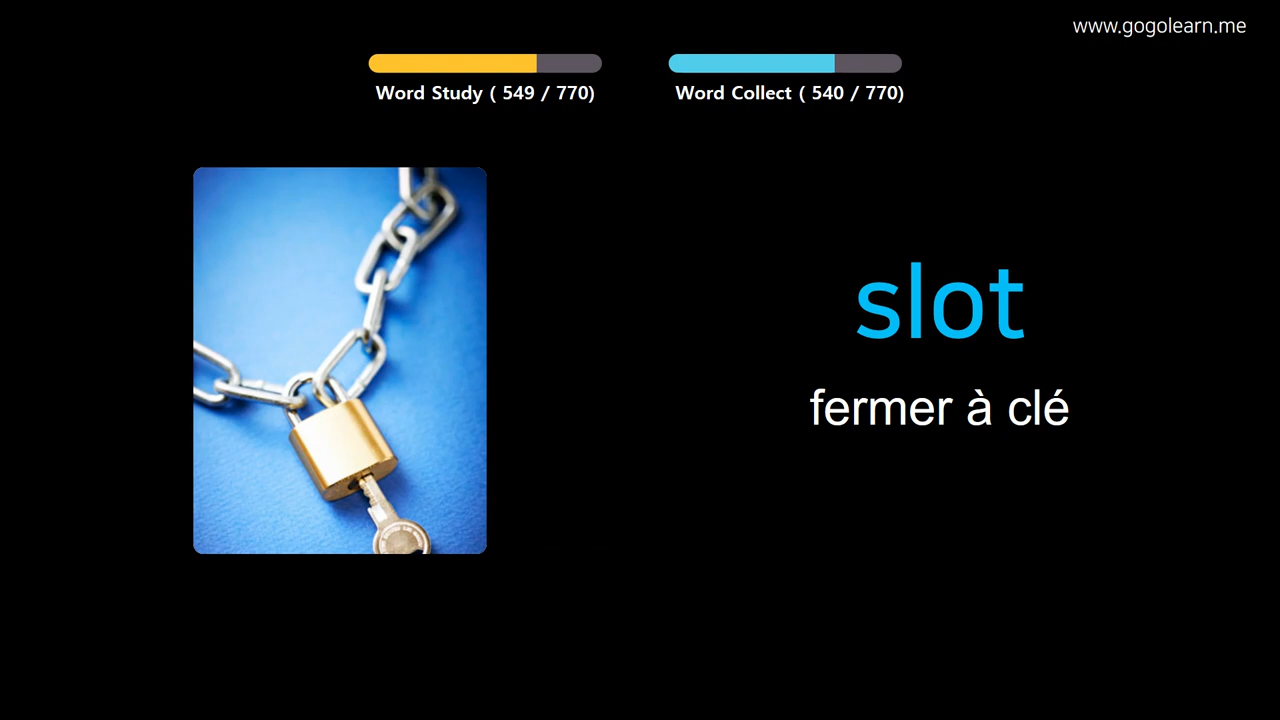 www.gogolearn.me
Word Study ( 549 / 770)
Word Collect ( 540 / 770)
slot
fermer à clé